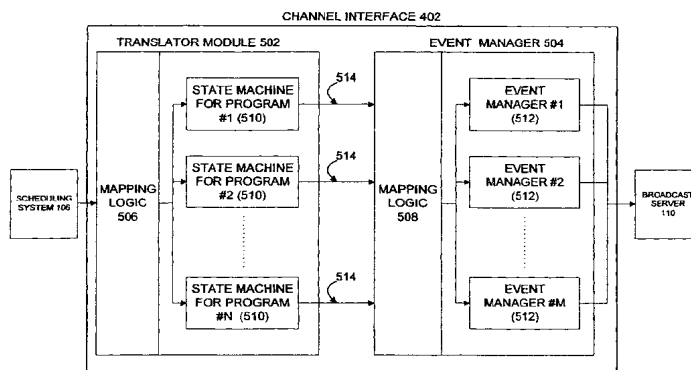 CHANNEL INTERFACE 402
TRANSLATOR MODULE 502
EVENT MANAGER 504
SCHEDULING
SYSTEM 106
MAPPING
LOGIC
506
STATE MACHINE
FOR PROGRAM
#1 (510)
STATE MACHINE
FOR PROGRAM
#2 (510)
STATE MACHINE
FOR PROGRAM
#N (510)
514
514
514
MAPPING
LOGIC
508
EVENT
MANAGER #1
(512)
EVENT
MANAGER #2
(512)
EVENT
MANAGER #M
(512)
BROADCAST
SERVER
110